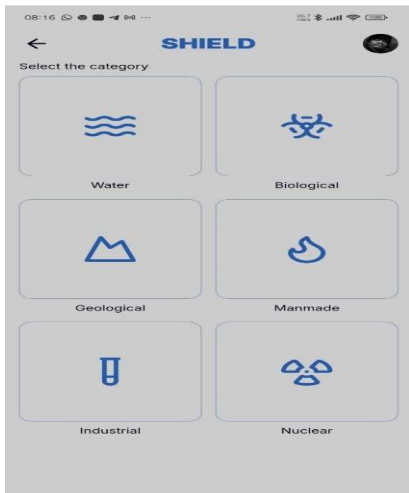 08:16
SHIELD
Select the category
Water Biological
Geological Manmade
Industrial Nuclear